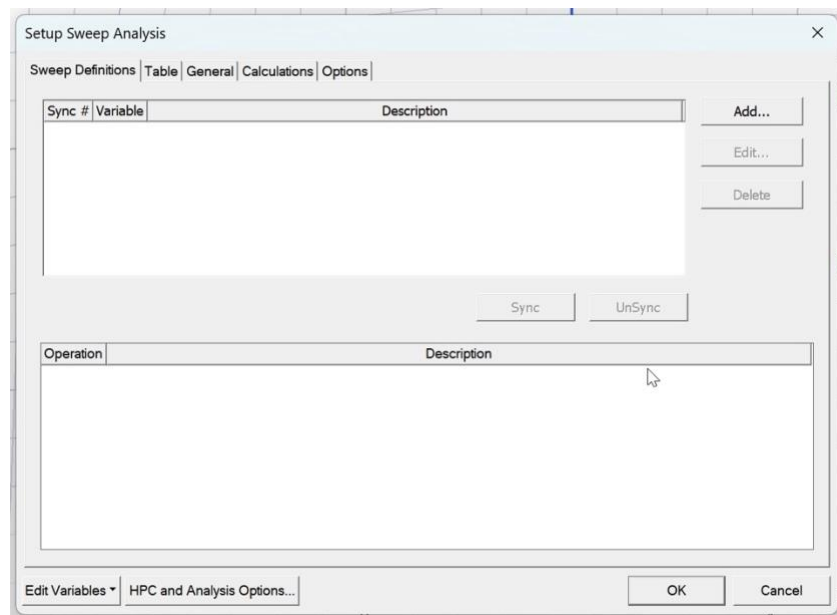 Setup Sweep Analysis
Sweep Definitions Table General Calculations Options
Sync # Variable Description
Add...
Edit...
Delete
Sync UnSync
Operation Description
Edit Variables HPC and Analysis Options... OK Cancel